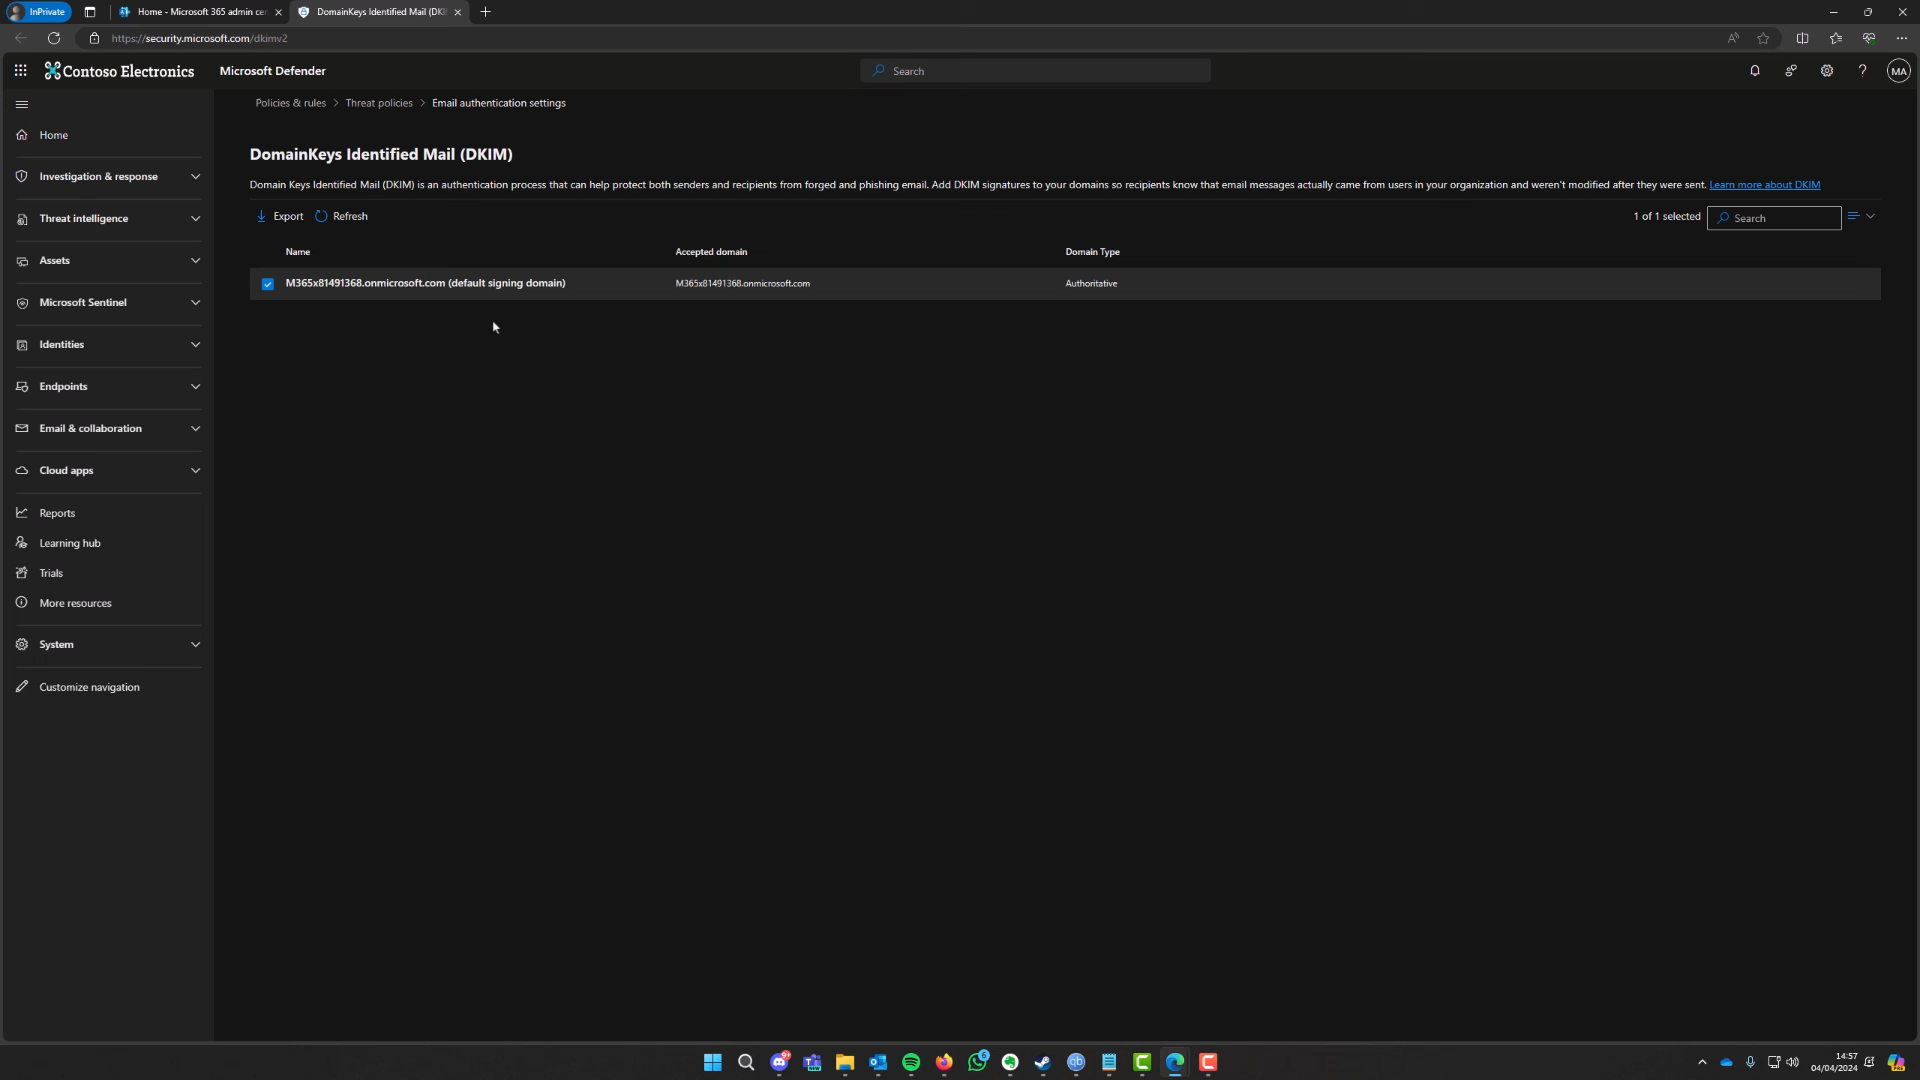 InPrivate
Home - Microsoft 365 admin cen
DomainKeys Identified Mail (DKI
https://security.microsoft.com/dkimv2
Contoso Electronics
Microsoft Defender
Search
MA
Policies & rules > Threat policies > Email authentication settings
Home
DomainKeys Identified Mail (DKIM)
Investigation & response
Domain Keys Identified Mail (DKIM) is an authentication process that can help protect both senders and recipients from forged and phishing email. Add DKIM signatures to your domains so recipients know that email messages actually came from users in your organization and weren't modified after they were sent. Learn more about DKIM
Threat intelligence
Export
Refresh
1 of 1 selected
Search
Name
Accepted domain
Domain Type
Assets
M365x81491368.onmicrosoft.com (default signing domain)
M365x81491368.onmicrosoft.com
Authoritative
Microsoft Sentinel
Identities
Endpoints
Email & collaboration
Cloud apps
Reports
Learning hub
Trials
More resources
System
Customize navigation
14:57
04/04/2024